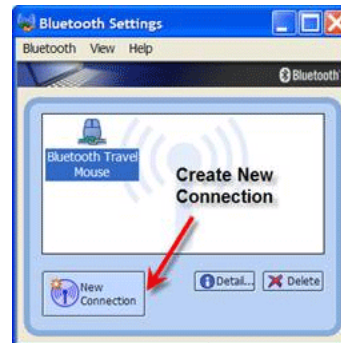 Bluetooth Settings
Bluetooth View Help
Bluetooth
Bluetooth Travel
Mouse
Create New
Connection
New
Connection
Detail...
Delete